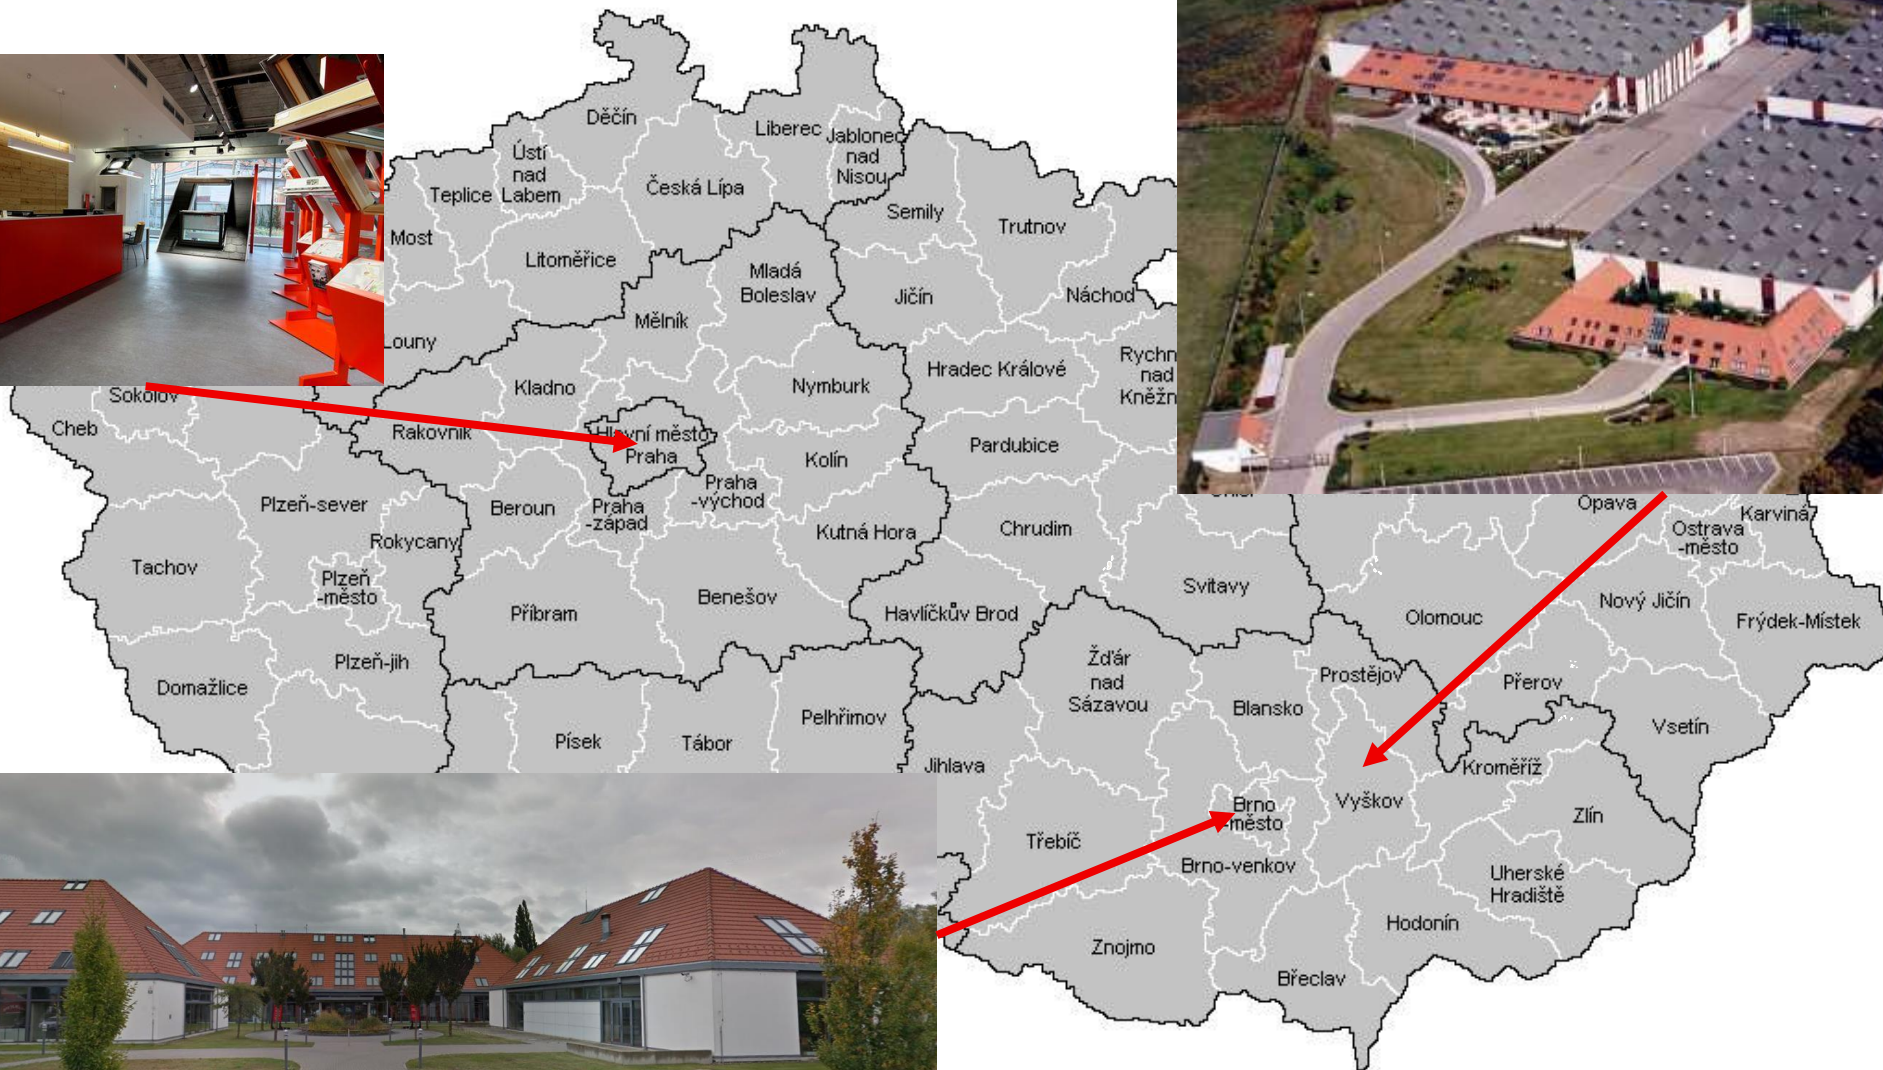 Děčín
Liberec
Jablonec
nad
Nisou
Ústí
nad
Labem
Teplice
Česká Lípa
Semily
Trutnov
Most
Litoměřice
Mladá
Boleslav
Jičín
Náchod
Mělník
Louny
Rychn
nad
Kněžn
Hradec Králové
Kladno
Nymburk
Sokolov
Cheb
Rakovník
Hlavní město
Praha
Kolín
Pardubice
Plzeň-sever
Beroun
Praha
-západ
Praha
-východ
Kutná Hora
Chrudim
Opava
Karviná
Ostrava
-město
Rokycany
Tachov
Plzeň
-město
Příbram
Benešov
Havlíčkův Brod
Svitavy
Olomouc
Nový Jičín
Frýdek-Místek
Plzeň-jih
Domažlice
Žďár
nad
Sázavou
Prostějov
Přerov
Blansko
Vsetín
Písek
Tábor
Pelhřimov
Jihlava
Kroměříž
Vyškov
Brno
-město
Zlín
Třebíč
Brno-venkov
Uherské
Hradiště
Hodonín
Znojmo
Břeclav